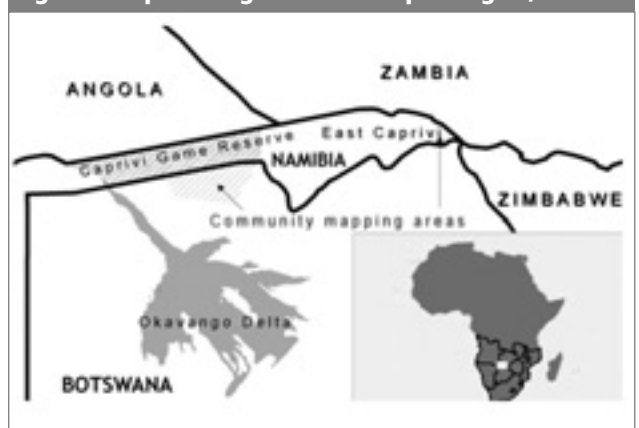 ZAMBIA
ANGOLA
East Caprivi
Caprivi Game Reserve
NAMIBIA
ZIMBABWE
Community mapping areas
Okavango Delta
BOTSWANA